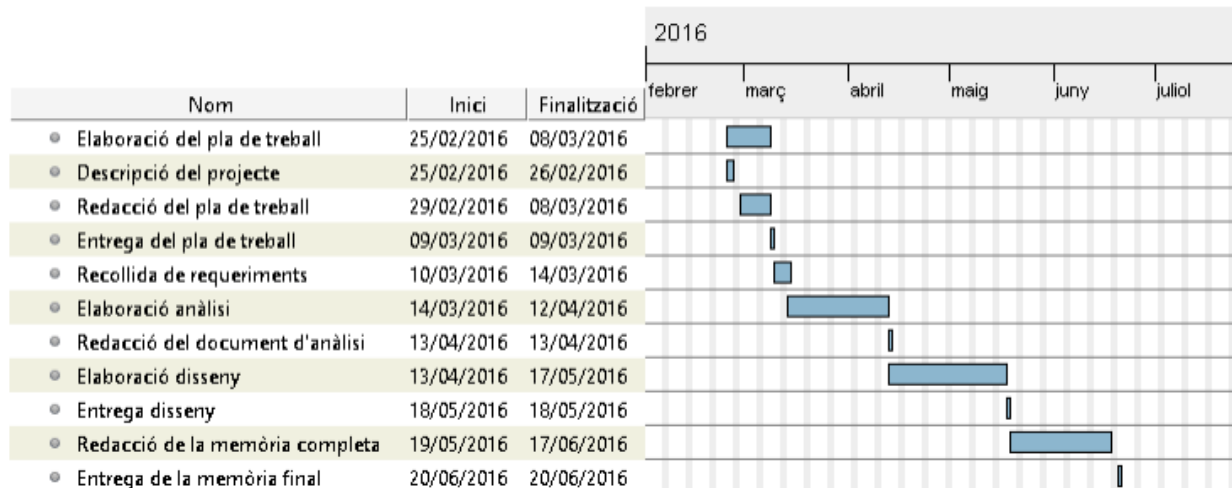 2016
febrer març abril maig juny juliol
Nom Inici Finalització
Elaboració del pla de treball 25/02/2016 08/03/2016
Descripció del projecte 25/02/2016 26/02/2016
Redacció del pla de treball 29/02/2016 08/03/2016
Entrega del pla de treball 09/03/2016 09/03/2016
Recollida de requeriments 10/03/2016 14/03/2016
Elaboració anàlisi 14/03/2016 12/04/2016
Redacció del document d'anàlisi 13/04/2016 13/04/2016
Elaboració disseny 13/04/2016 17/05/2016
Entrega disseny 18/05/2016 18/05/2016
Redacció de la memòria completa 19/05/2016 17/06/2016
Entrega de la memòria final 20/06/2016 20/06/2016